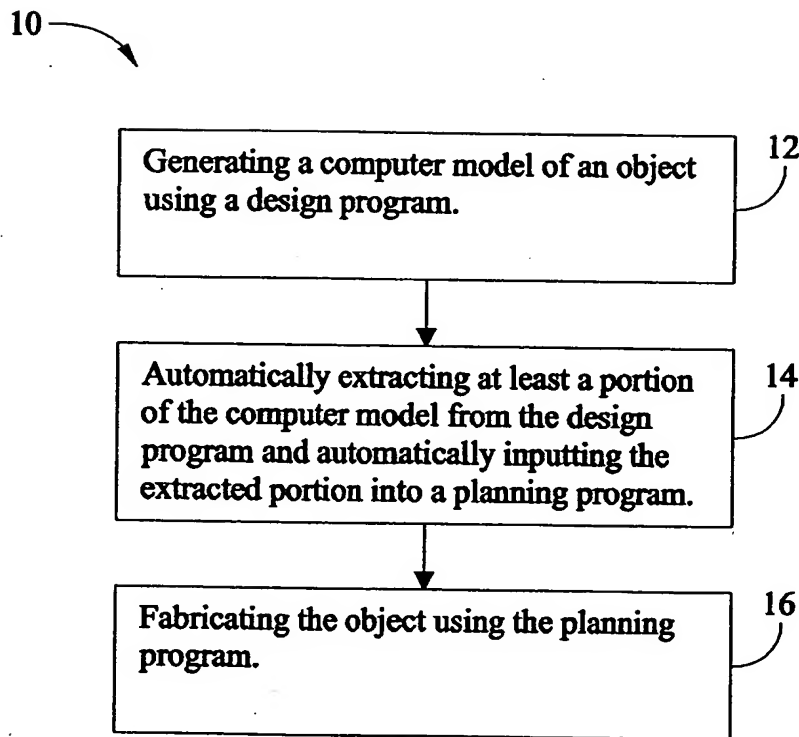 10
12
Generating a computer model of an object
using a design program.
14
Automatically extracting at least a portion
of the computer model from the design
program and automatically inputting the
extracted portion into a planning program.
16
Fabricating the object using the planning
program.